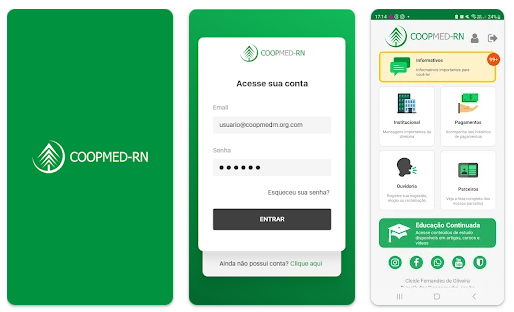 COOPMED-RN
COOPMED-RN
Acesse sua conta
Email
usuario@coopmedrn.org.com
Senha
Esqueceu sua senha?
ENTRAR
Ainda não possui conta? Clique aqui
17:14
24%
COOPMED-RN
Informativos
Informativos importantes para
você ler
99+
Institucional
Mensagens importantes da
diretoria
Pagamentos
Acompanhe seu histórico
de pagamentos
Ouvidoria
Registre sua sugestão,
elogio ou reclamação
Parceiros
Veja a lista completa dos
nossos parceiros
Educação Continuada
Acesse conteúdos de estudo
disponíveis em artigos, cursos e
vídeos
Cleide Fernandes de Oliveira